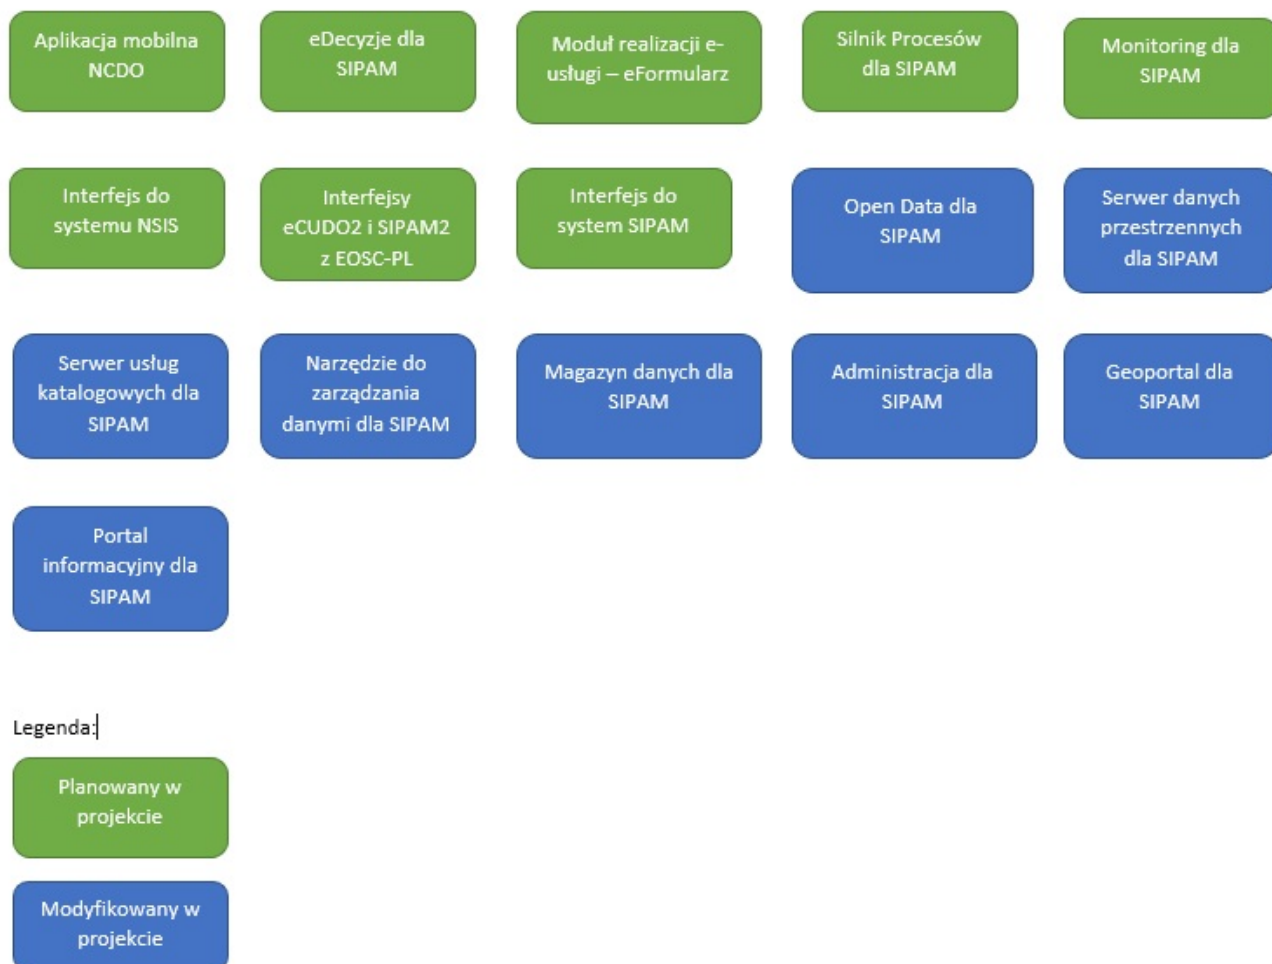 Aplikacja mobilna
NCDO
eDecyzje dla
SIPAM
Moduł realizacji e-
usługi – eFormularz
Silnik Procesów
dla SIPAM
Monitoring dla
SIPAM
Interfejs do
systemu NSIS
Interfejsy
eCUDO2 i SIPAM2
z EOSC-PL
Interfejs do
system SIPAM
Open Data dla
SIPAM
Serwer danych
przestrzennych
dla SIPAM
Serwer usług
katalogowych dla
SIPAM
Narzędzie do
zarządzania
danymi dla SIPAM
Magazyn danych dla
SIPAM
Administracja dla
SIPAM
Geoportal dla
SIPAM
Portal
informacyjny dla
SIPAM
Legenda:
Planowany w
projekcie
Modyfikowany w
projekcie